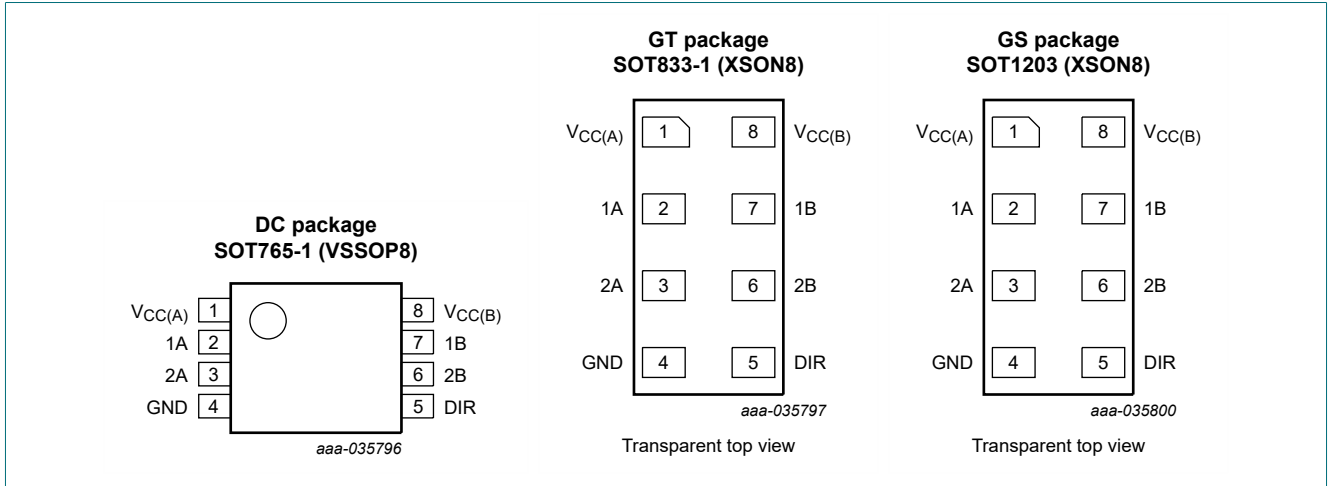 DC package
SOT765-1 (VSSOP8)
VCC(A) 1 8 VCC(B)
1A 2 7 1B
2A 3 6 2B
GND 4 5 DIR
aaa-035796
GT package
SOT833-1 (XSON8)
VCC(A) 1 8 VCC(B)
1A 2 7 1B
2A 3 6 2B
GND 4 5 DIR
aaa-035797
Transparent top view
GS package
SOT1203 (XSON8)
VCC(A) 1 8 VCC(B)
1A 2 7 1B
2A 3 6 2B
GND 4 5 DIR
aaa-035800
Transparent top view